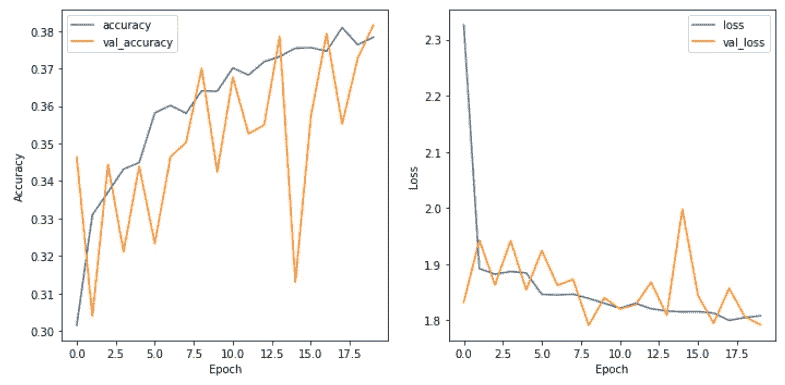 accuracy
val_accuracy
0.38
0.37
0.36
0.35
0.34
0.33
0.32
0.31
0.30
Accuracy
0.0 2.5 5.0 7.5 10.0 12.5 15.0 17.5
Epoch
loss
val_loss
2.3
2.2
2.1
2.0
1.9
1.8
Loss
0.0 2.5 5.0 7.5 10.0 12.5 15.0 17.5
Epoch